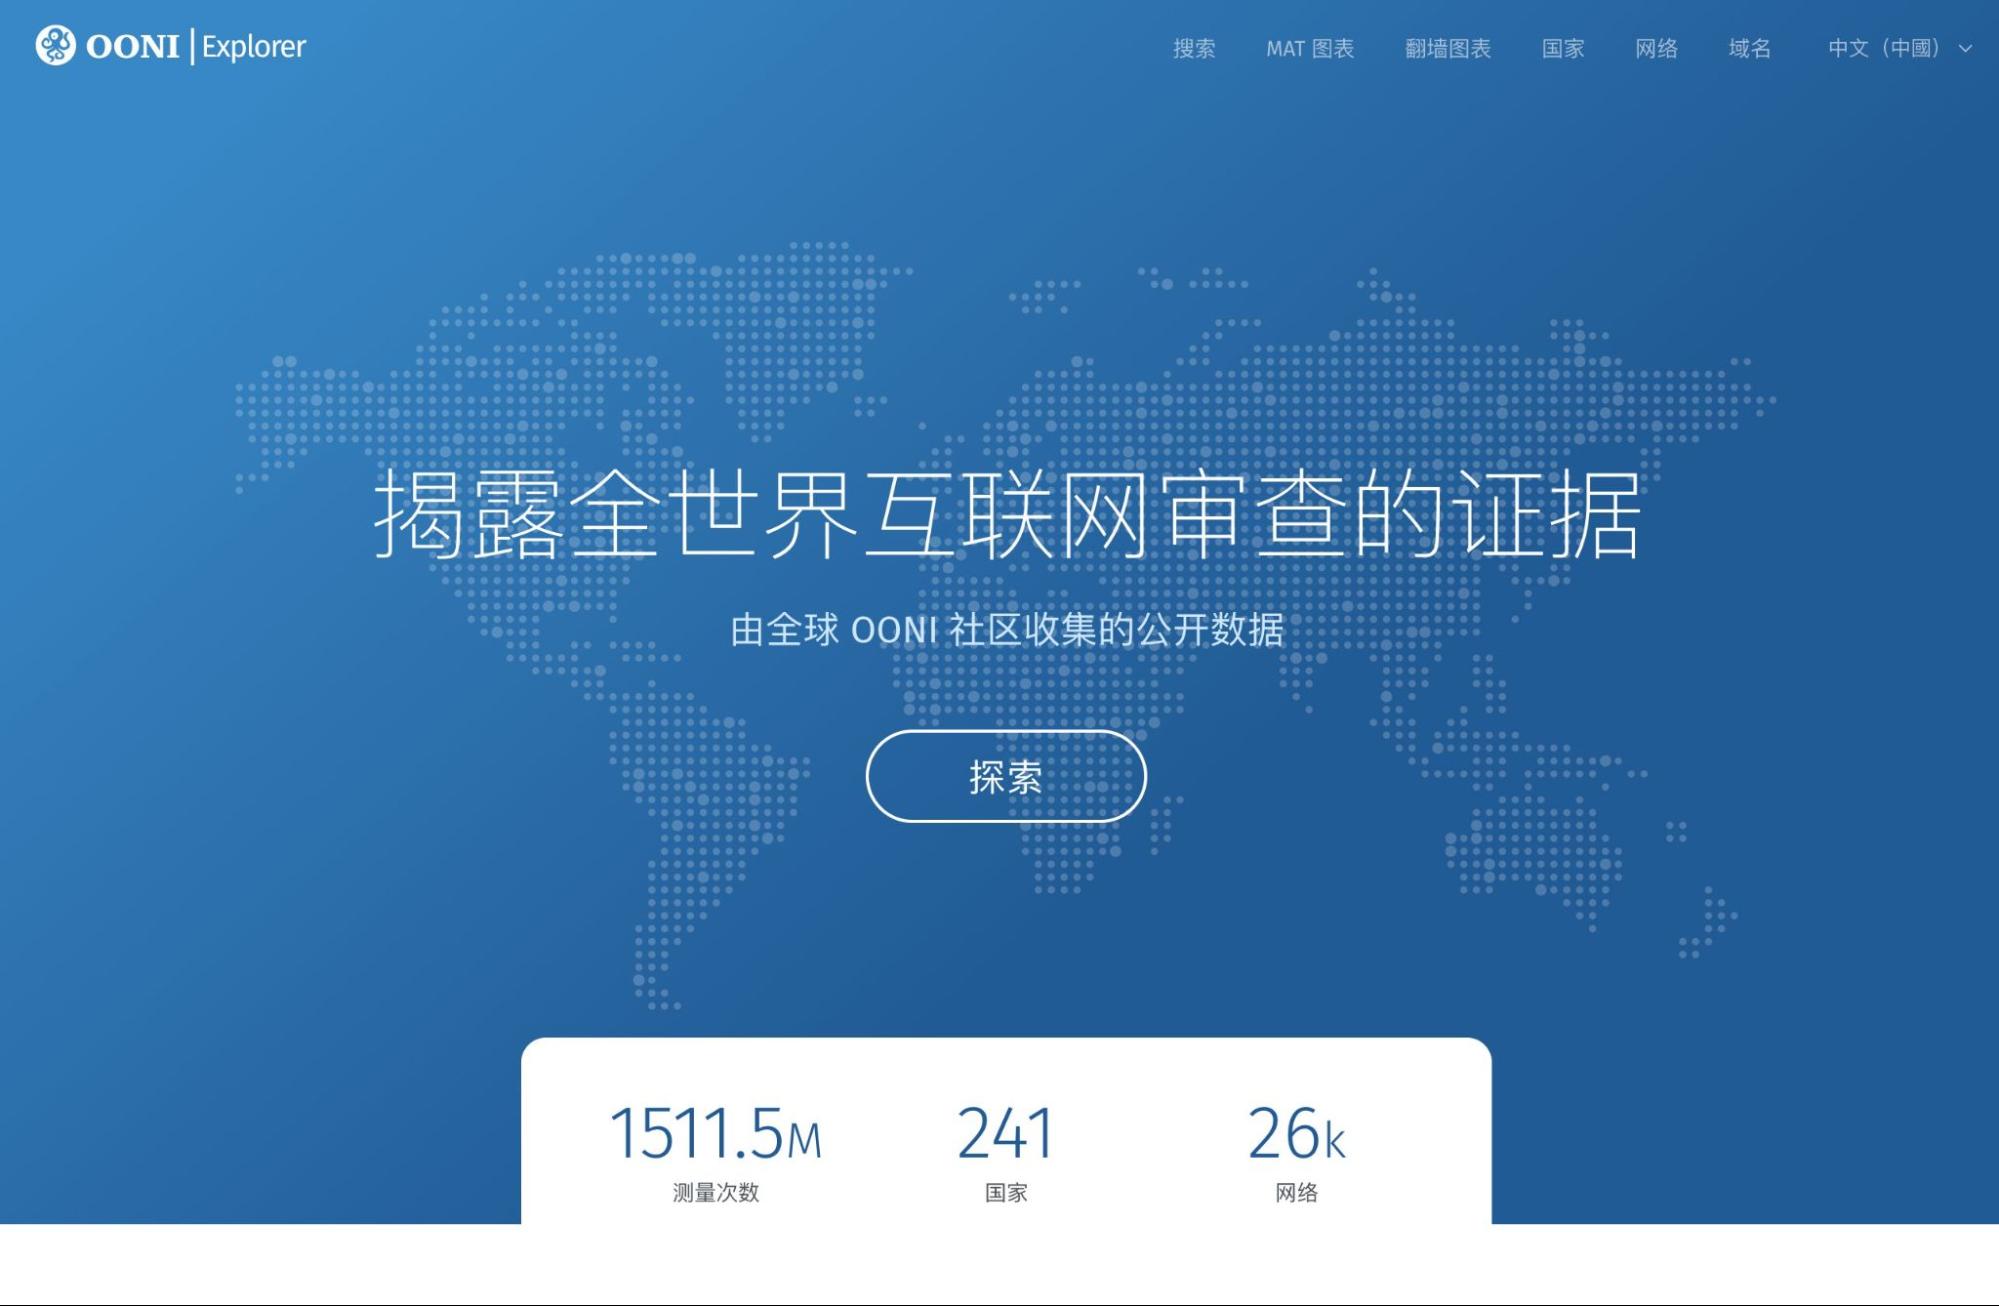 OONI | Explorer
搜索 MAT 图表 翻墙图表 国家 网络 域名 中文（中國）
揭露全世界互联网审查的证据
由全球 OONI 社区收集的公开数据
探索
1511.5M 241 26k
测量次数 国家 网络